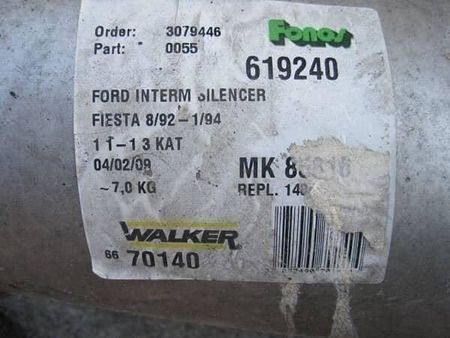 Order: 3079446
Part: 0055
Fonos
619240
FORD INTERM SILENCER
FIESTA 8/92-1/94
1 1-1 3 KAT
04/02/09
~7,0 KG
MK
REPL.
WALKER®
66 70140